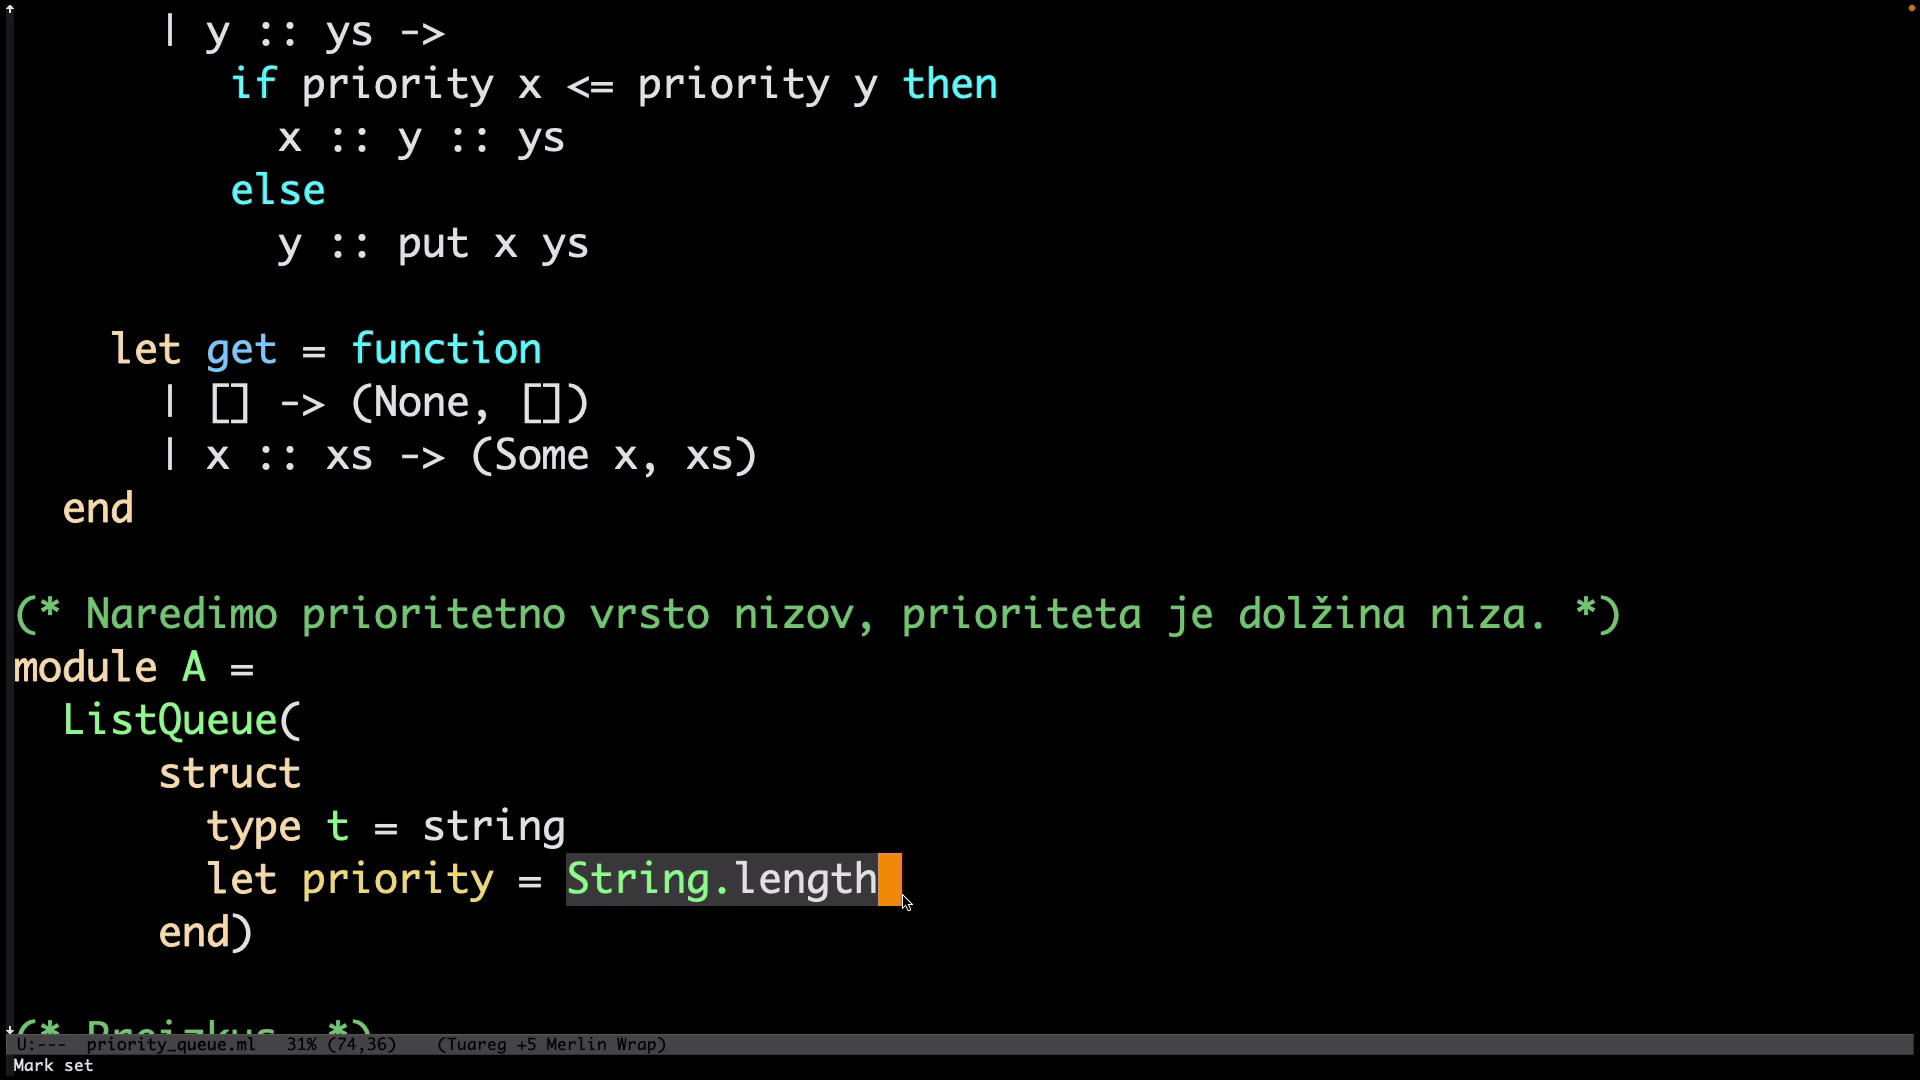 | y :: ys ->
if priority x <= priority y then
x :: y :: ys
else
y :: put x ys
let get = function
| [] -> (None, [])
| x :: xs -> (Some x, xs)
end
(* Naredimo prioritetno vrsto nizov, prioriteta je dolžina niza. *)
module A =
ListQueue(
struct
type t = string
let priority = String.length
end)
(* Preizkus. *)
U:--- priority_queue.ml 31% (74,36) (Tuareg +5 Merlin Wrap)
Mark set